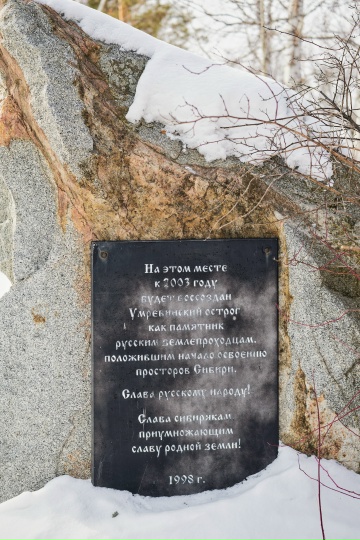 На этом месте
к 2003 году
будет воссоздан
Умревинский острог
как памятник
русским землепроходцам,
положившим начало освоению
просторов Сибири.
Слава русскому народу!
Слава сибирякам
приумножающим
славу родной земли!
1998 г.